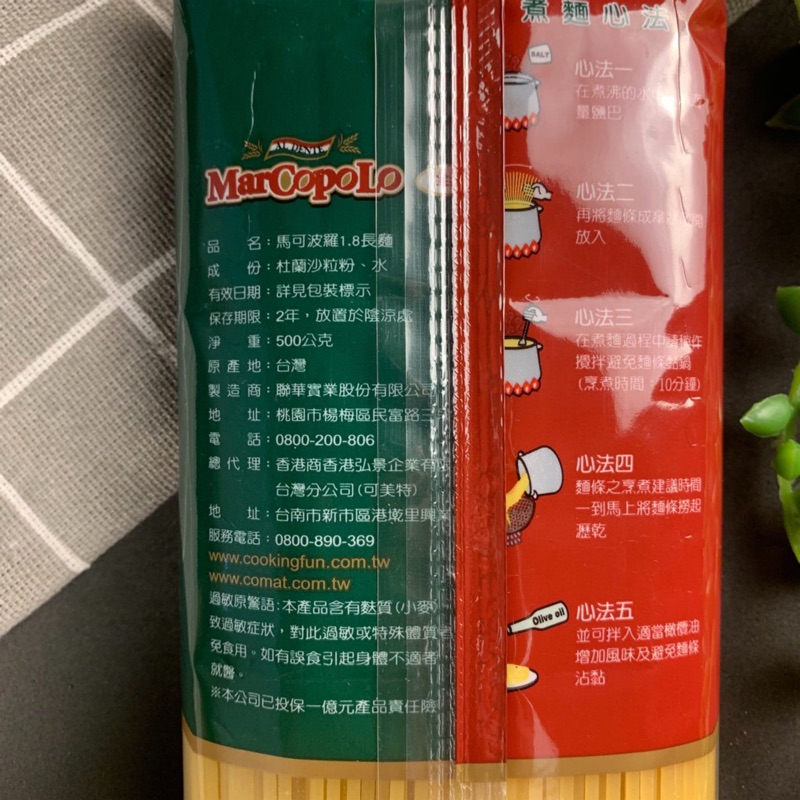 AL DENTE
MarCopoLo
品名：馬可波羅1.8長麵
成份：杜蘭沙粒粉、水
有效日期：詳見包裝標示
保存期限：2年，放置於陰涼處
淨重：500公克
原產地：台灣
製造商：聯華實業股份有限公司
地址：桃園市楊梅區民富路三
電話：0800-200-806
總代理：香港商香港弘景企業有
台灣分公司(可美特)
地址：台南市新市區港墘里興
服務電話：0800-890-369
www.cookingfun.com.tw
www.comat.com.tw
過敏原警語：本產品含有麩質(小麥)
致過敏症狀，對此過敏或特殊體質者
免食用。如有誤食引起身體不適者
就醫。
※本公司已投保一億元產品責任險
煮麵心法
SALT
心法一
在煮沸的水
量鹽巴
心法二
再將麵條成
放入
心法三
在煮麵過程中
攪拌避免麵條黏鍋
(烹煮時間：10分鐘)
心法四
麵條之烹煮建議時間
一到馬上將麵條撈起
瀝乾
Olive oil
心法五
並可拌入適當橄欖油
增加風味及避免麵條
沾黏